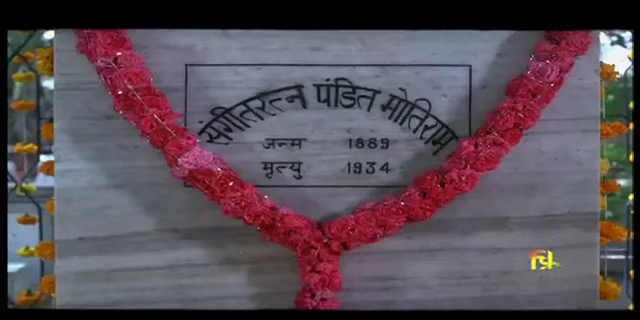 संगीतरत्न पंडित मोतिराम
जन्म 1889
मृत्यु 1934